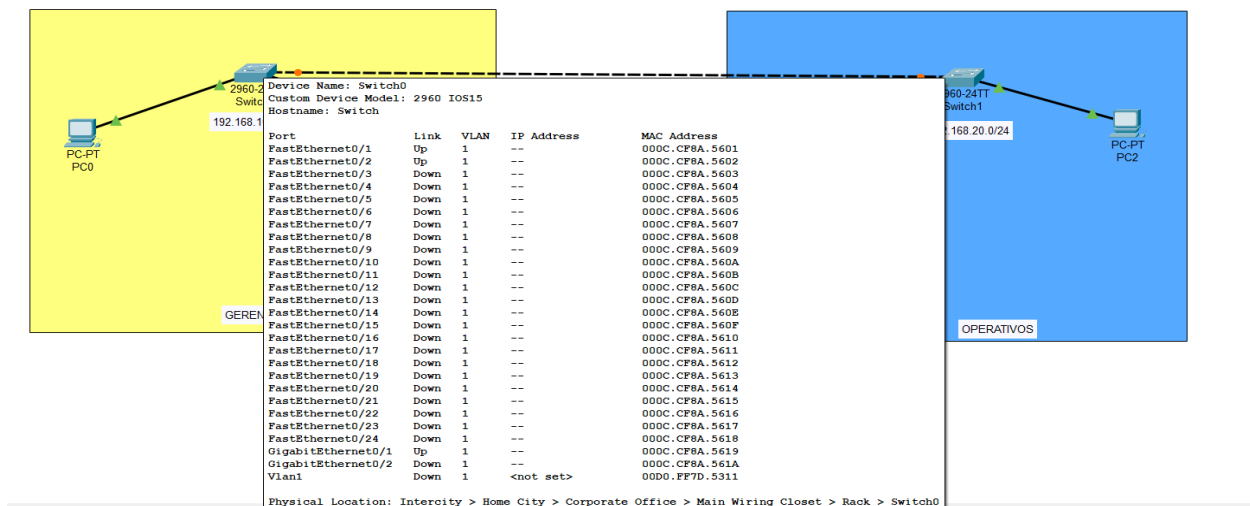 2960-2
Switc
192.168.1
PC-PT
PC0
GEREN
Device Name: Switch0
Custom Device Model: 2960 IOS15
Hostname: Switch
Port Link VLAN IP Address MAC Address
FastEthernet0/1 Up 1 -- 000C.CF8A.5601
FastEthernet0/2 Up 1 -- 000C.CF8A.5602
FastEthernet0/3 Down 1 -- 000C.CF8A.5603
FastEthernet0/4 Down 1 -- 000C.CF8A.5604
FastEthernet0/5 Down 1 -- 000C.CF8A.5605
FastEthernet0/6 Down 1 -- 000C.CF8A.5606
FastEthernet0/7 Down 1 -- 000C.CF8A.5607
FastEthernet0/8 Down 1 -- 000C.CF8A.5608
FastEthernet0/9 Down 1 -- 000C.CF8A.5609
FastEthernet0/10 Down 1 -- 000C.CF8A.560A
FastEthernet0/11 Down 1 -- 000C.CF8A.560B
FastEthernet0/12 Down 1 -- 000C.CF8A.560C
FastEthernet0/13 Down 1 -- 000C.CF8A.560D
FastEthernet0/14 Down 1 -- 000C.CF8A.560E
FastEthernet0/15 Down 1 -- 000C.CF8A.560F
FastEthernet0/16 Down 1 -- 000C.CF8A.5610
FastEthernet0/17 Down 1 -- 000C.CF8A.5611
FastEthernet0/18 Down 1 -- 000C.CF8A.5612
FastEthernet0/19 Down 1 -- 000C.CF8A.5613
FastEthernet0/20 Down 1 -- 000C.CF8A.5614
FastEthernet0/21 Down 1 -- 000C.CF8A.5615
FastEthernet0/22 Down 1 -- 000C.CF8A.5616
FastEthernet0/23 Down 1 -- 000C.CF8A.5617
FastEthernet0/24 Down 1 -- 000C.CF8A.5618
GigabitEthernet0/1 Up 1 -- 000C.CF8A.5619
GigabitEthernet0/2 Down 1 -- 000C.CF8A.561A
Vlan1 Down 1 <not set> 00D0.FF7D.5311
Physical Location: Intercity > Home City > Corporate Office > Main Wiring Closet > Rack > Switch0
960-24TT
Switch1
.168.20.0/24
PC-PT
PC2
OPERATIVOS